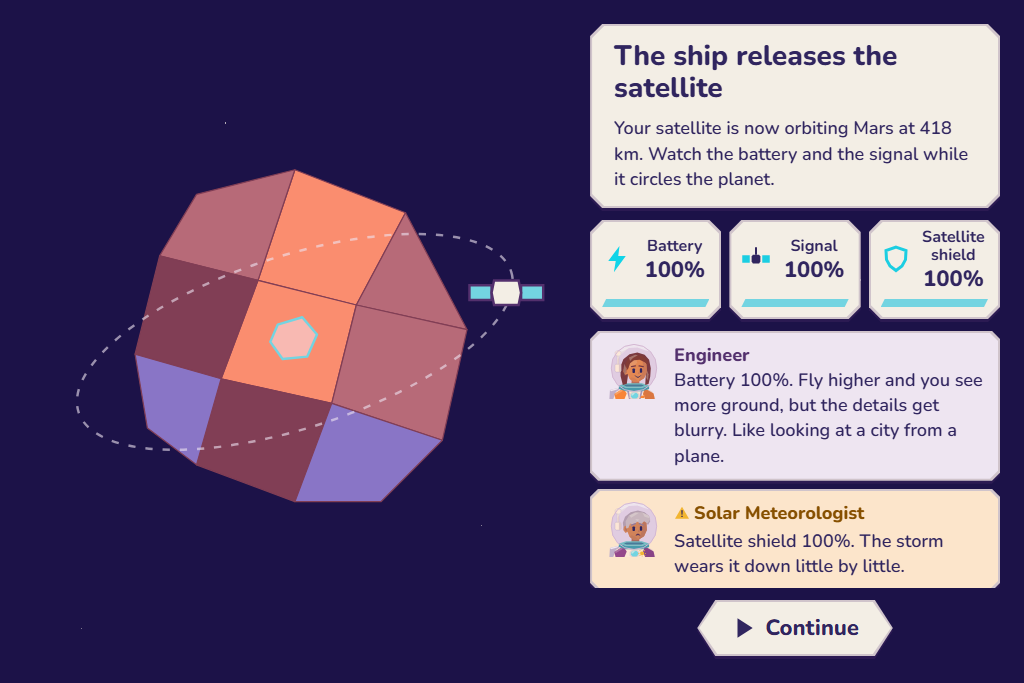 The ship releases the
satellite
Your satellite is now orbiting Mars at 418
km. Watch the battery and the signal while
it circles the planet.
Battery
100%
Signal
100%
Satellite
shield
100%
Engineer
Battery 100%. Fly higher and you see
more ground, but the details get
blurry. Like looking at a city from a
plane.
Solar Meteorologist
Satellite shield 100%. The storm
wears it down little by little.
Continue